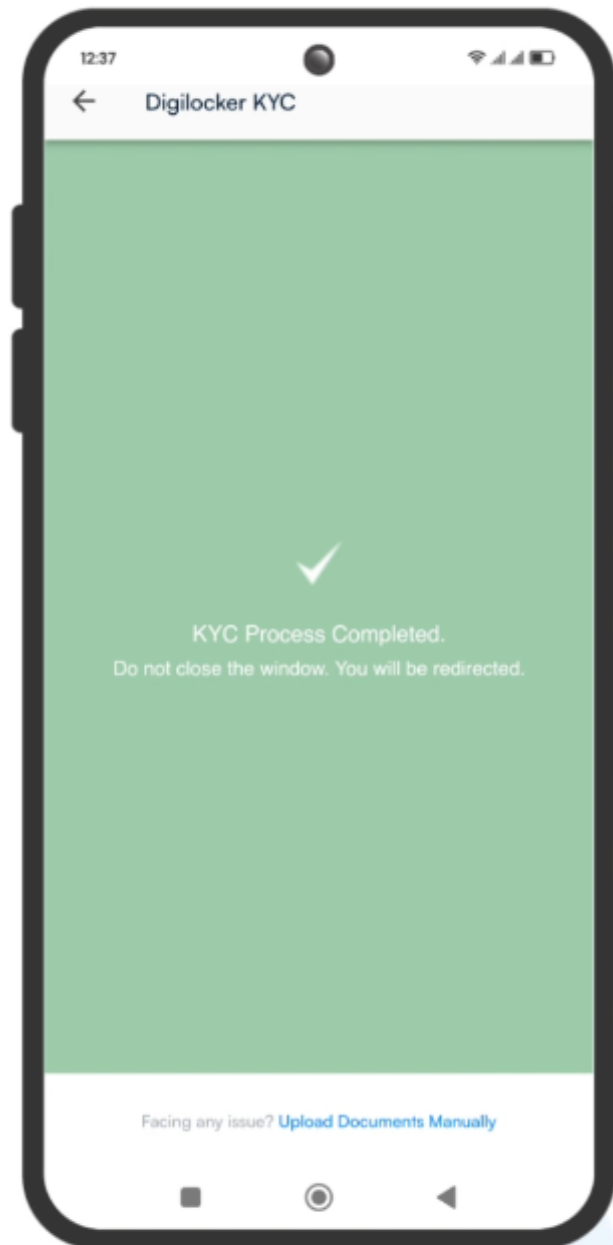 12:37
Digilocker KYC
KYC Process Completed.
Do not close the window. You will be redirected.
Facing any issue? Upload Documents Manually